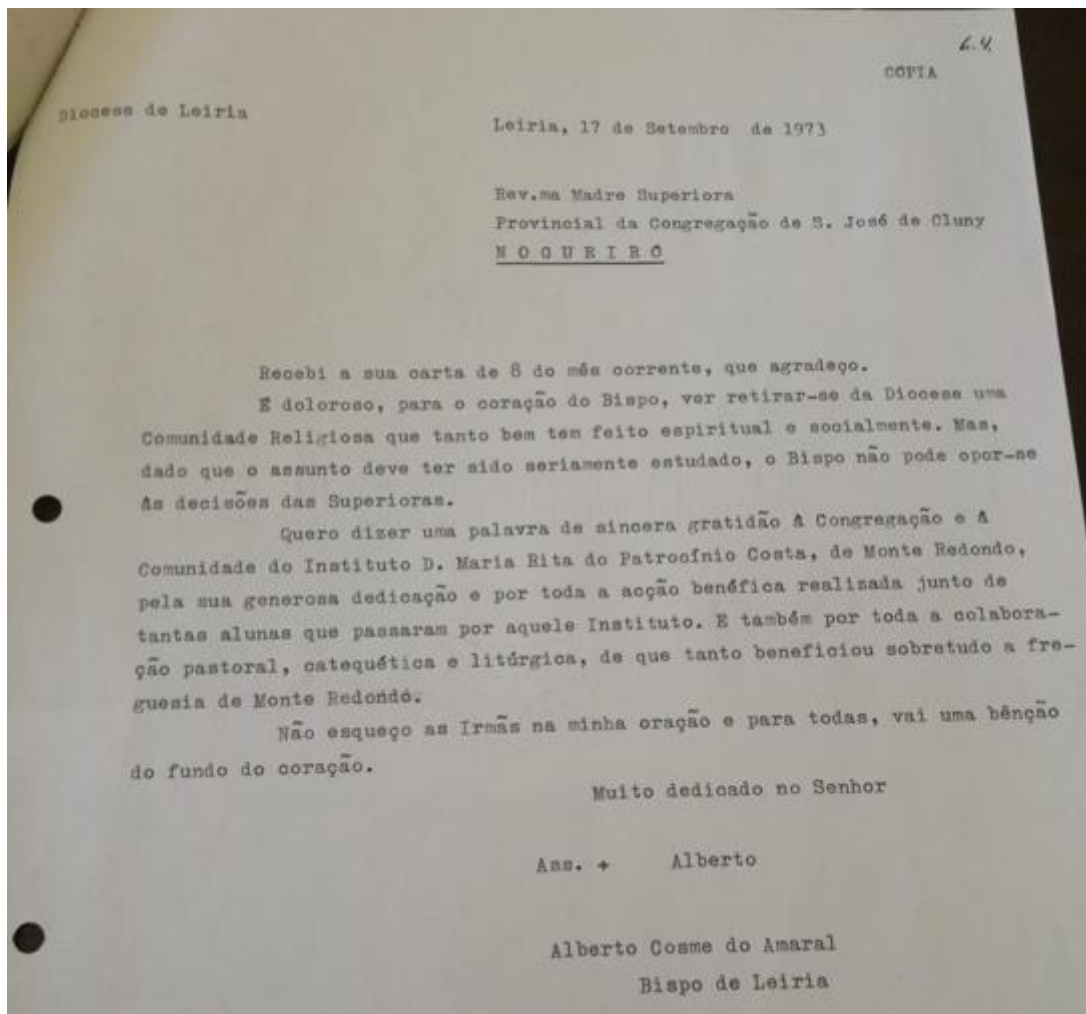 6.4.
COPIA
Diocese de Leiria
Leiria, 17 de Setembro de 1973
Rev.ma Madre Superiora
Provincial da Congregação de S. José de Cluny
N O G U E I R Ó
Recebi a sua carta de 8 do mês corrente, que agradeço.
E doloroso, para o coração do Bispo, ver retirar-se da Diocese uma
Comunidade Religiosa que tanto bem tem feito espiritual e socialmente. Mas,
dado que o assunto deve ter sido seriamente estudado, o Bispo não pode opor-se
às decisões das Superioras.
Quero dizer uma palavra de sincera gratidão à Congregação e à
Comunidade do Instituto D. Maria Rita do Patrocínio Costa, de Monte Redondo,
pela sua generosa dedicação e por toda a acção benéfica realizada junto de
tantas alunas que passaram por aquele Instituto. E também por toda a colabora-
ção pastoral, catequética e litúrgica, de que tanto beneficiou sobretudo a fre-
guesia de Monte Redondo.
Não esqueço as Irmãs na minha oração e para todas, vai uma bênção
do fundo do coração.
Muito dedicado no Senhor
Ass. + Alberto
Alberto Cosme do Amaral
Bispo de Leiria